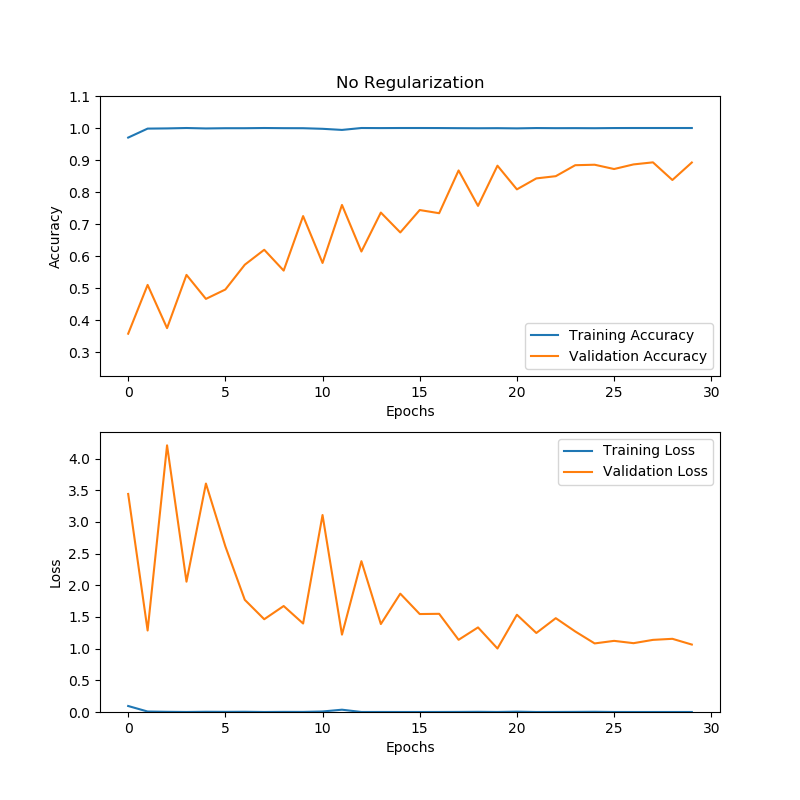 No Regularization
1.1
1.0
0.9
0.8
0.7
0.6
0.5
0.4
0.3
Accuracy
Training Accuracy
Validation Accuracy
0 5 10 15 20 25 30
Epochs
4.0
3.5
3.0
2.5
2.0
1.5
1.0
0.5
0.0
Loss
Training Loss
Validation Loss
0 5 10 15 20 25 30
Epochs